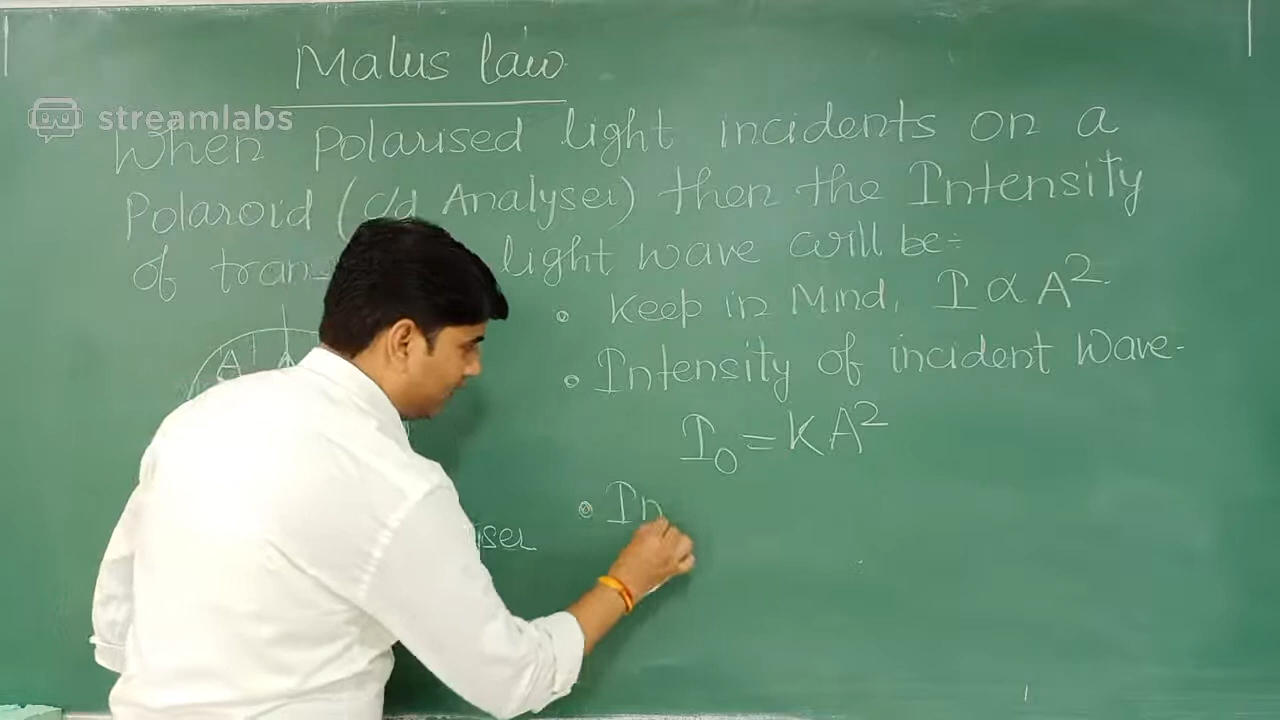 Malus law
streamlabs
When Polarised light incidents on a
Polaroid (c/d Analyser) then the Intensity
of tran light wave will be:-
• Keep in Mind, I ∝ A²
A
• Intensity of incident Wave-
I₀ = KA²
• In
ser